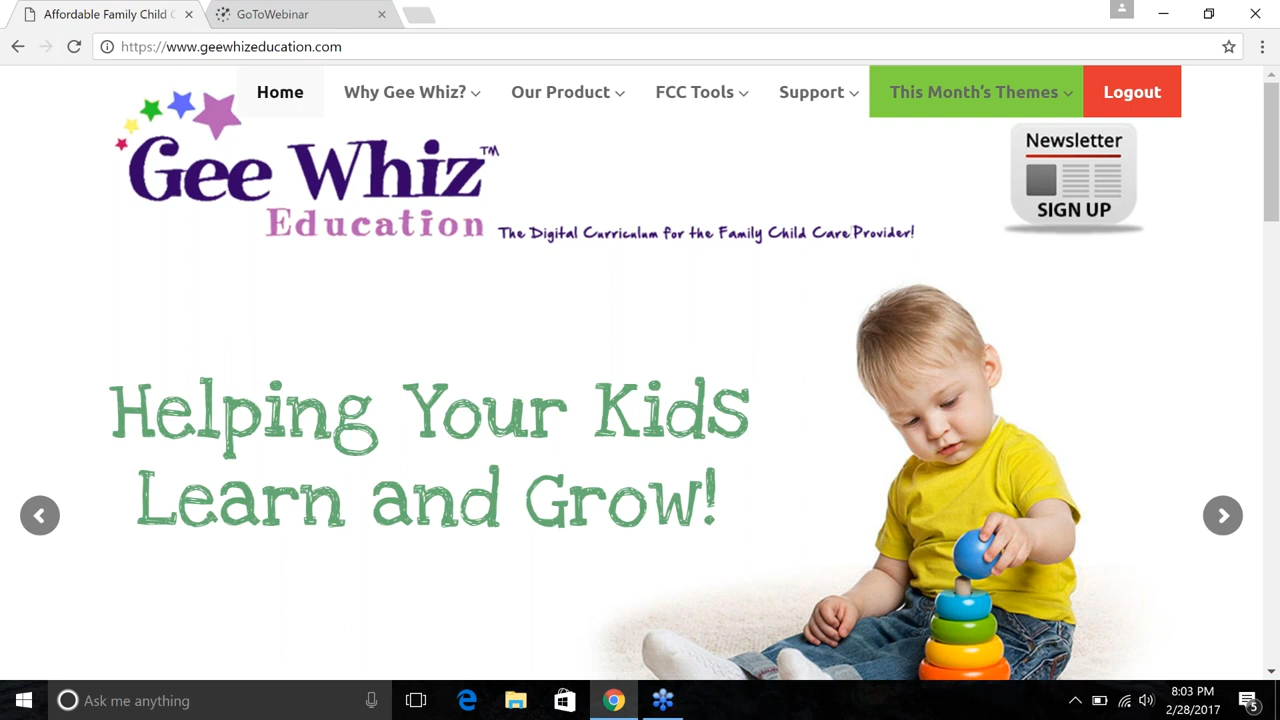 Affordable Family Child C
GoToWebinar
https://www.geewhizeducation.com
Home
Why Gee Whiz?
Our Product
FCC Tools
Support
This Month's Themes
Logout
Gee Whiz™
Education
The Digital Curriculum for the Family Child Care Provider!
Newsletter
SIGN UP
Helping Your Kids
Learn and Grow!
Ask me anything
8:03 PM
2/28/2017
5